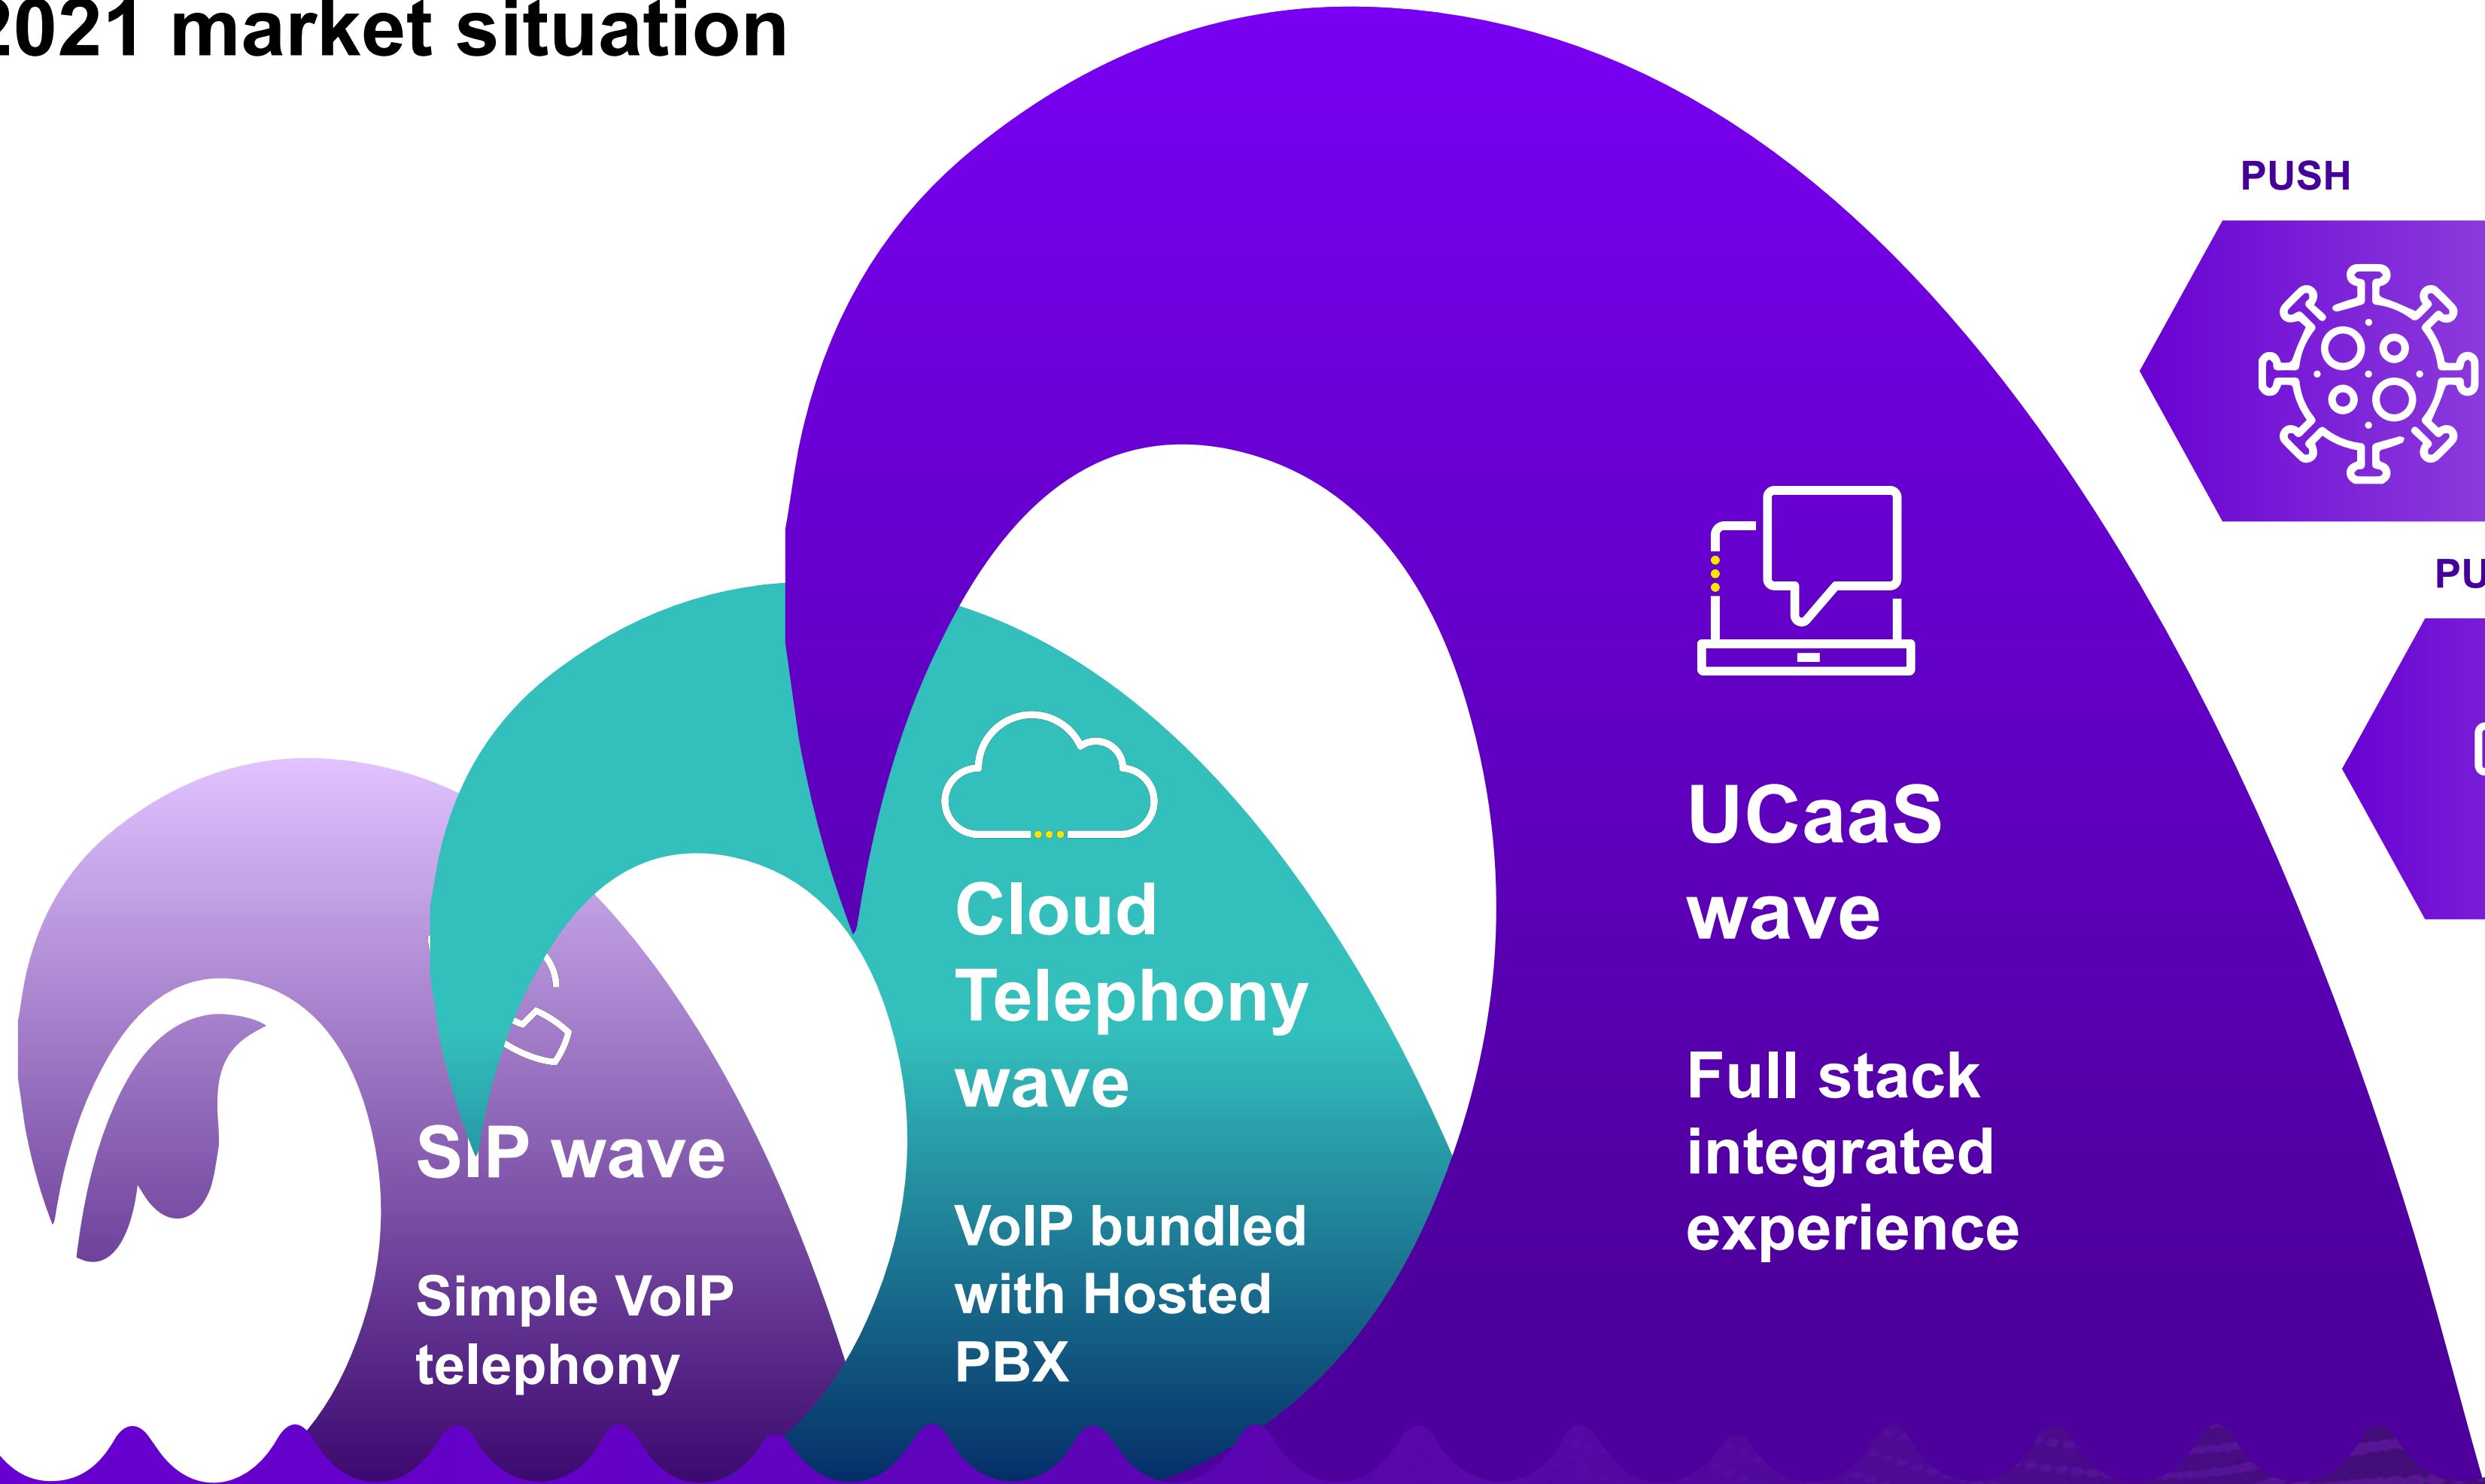 2021 market situation
PUSH
PU
UCaaS
wave
Full stack
integrated
experience
Cloud
Telephony
wave
VoIP bundled
with Hosted
PBX
SIP wave
Simple VoIP
telephony